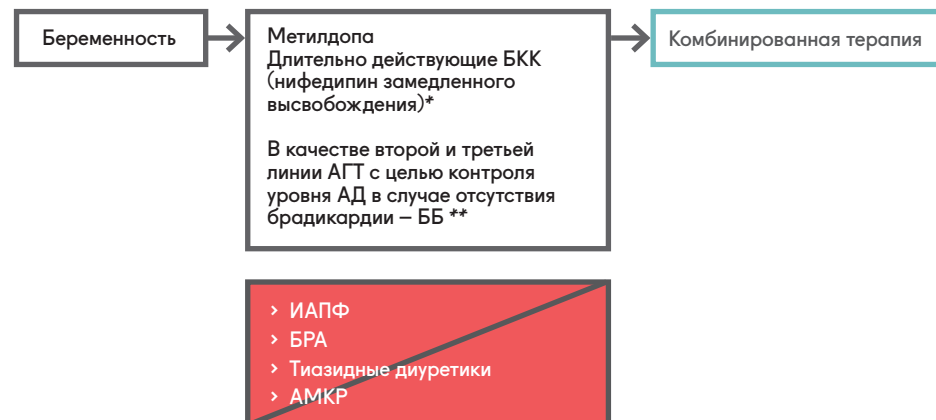 Беременность
Метилдопа
Длительно действующие БКК
(нифедипин замедленного
высвобождения)*
В качестве второй и третьей
линии АГТ с целью контроля
уровня АД в случае отсутствия
брадикардии – ББ **
Комбинированная терапия
> ИАПФ
> БРА
> Тиазидные диуретики
> АМКР